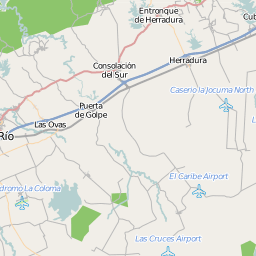 Entronque
de Herradura
Cub
Consolación
del Sur
Herradura
Caserio la Jocuma North
Puerta
de Golpe
Las Ovas
Río
El Caribe Airport
dromo La Coloma
Las Cruces Airport